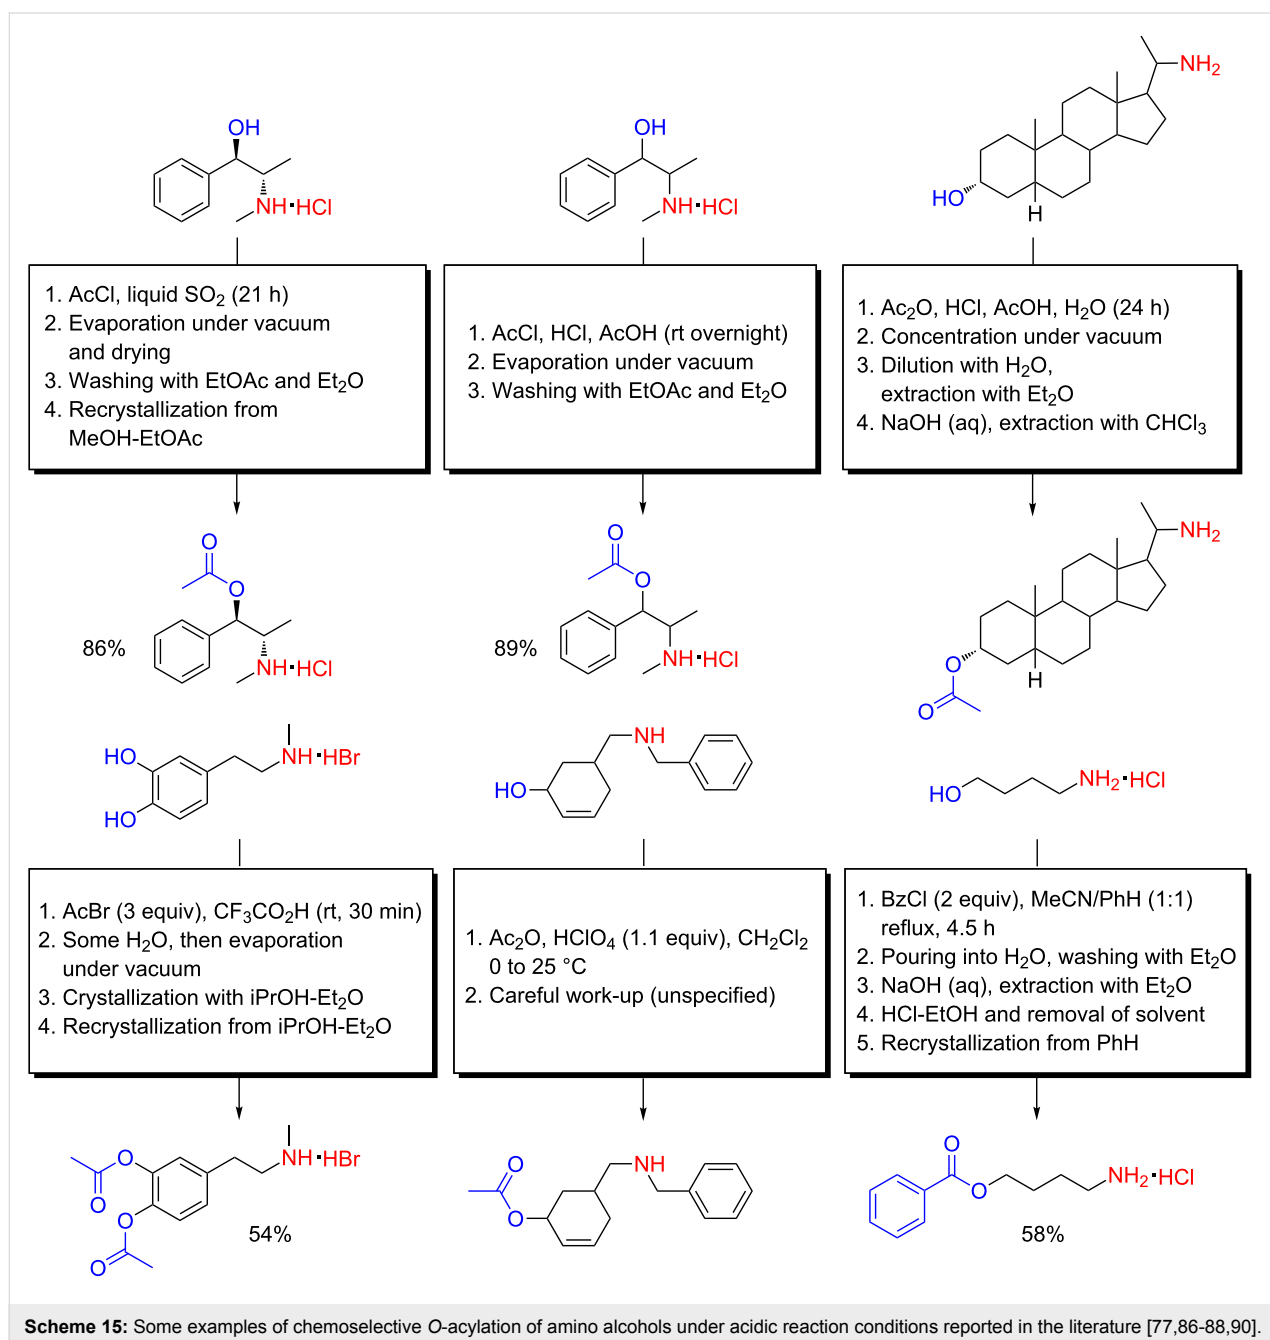 OH
NH·HCl
OH
NH·HCl
NH2
HO
H
1. AcCl, liquid SO2 (21 h)
2. Evaporation under vacuum
and drying
3. Washing with EtOAc and Et2O
4. Recrystallization from
MeOH-EtOAc
1. AcCl, HCl, AcOH (rt overnight)
2. Evaporation under vacuum
3. Washing with EtOAc and Et2O
1. Ac2O, HCl, AcOH, H2O (24 h)
2. Concentration under vacuum
3. Dilution with H2O,
extraction with Et2O
4. NaOH (aq), extraction with CHCl3
O
O
86%
NH·HCl
O
O
89%
NH·HCl
NH2
O
H
O
HO
HO
NH·HBr
NH
HO
HO
NH2·HCl
1. AcBr (3 equiv), CF3CO2H (rt, 30 min)
2. Some H2O, then evaporation
under vacuum
3. Crystallization with iPrOH-Et2O
4. Recrystallization from iPrOH-Et2O
1. Ac2O, HClO4 (1.1 equiv), CH2Cl2
0 to 25 °C
2. Careful work-up (unspecified)
1. BzCl (2 equiv), MeCN/PhH (1:1)
reflux, 4.5 h
2. Pouring into H2O, washing with Et2O
3. NaOH (aq), extraction with Et2O
4. HCl-EtOH and removal of solvent
5. Recrystallization from PhH
O
O
O
O
NH·HBr
54%
O
O
NH
O
O
NH2·HCl
58%
Scheme 15: Some examples of chemoselective O-acylation of amino alcohols under acidic reaction conditions reported in the literature [77,86-88,90].